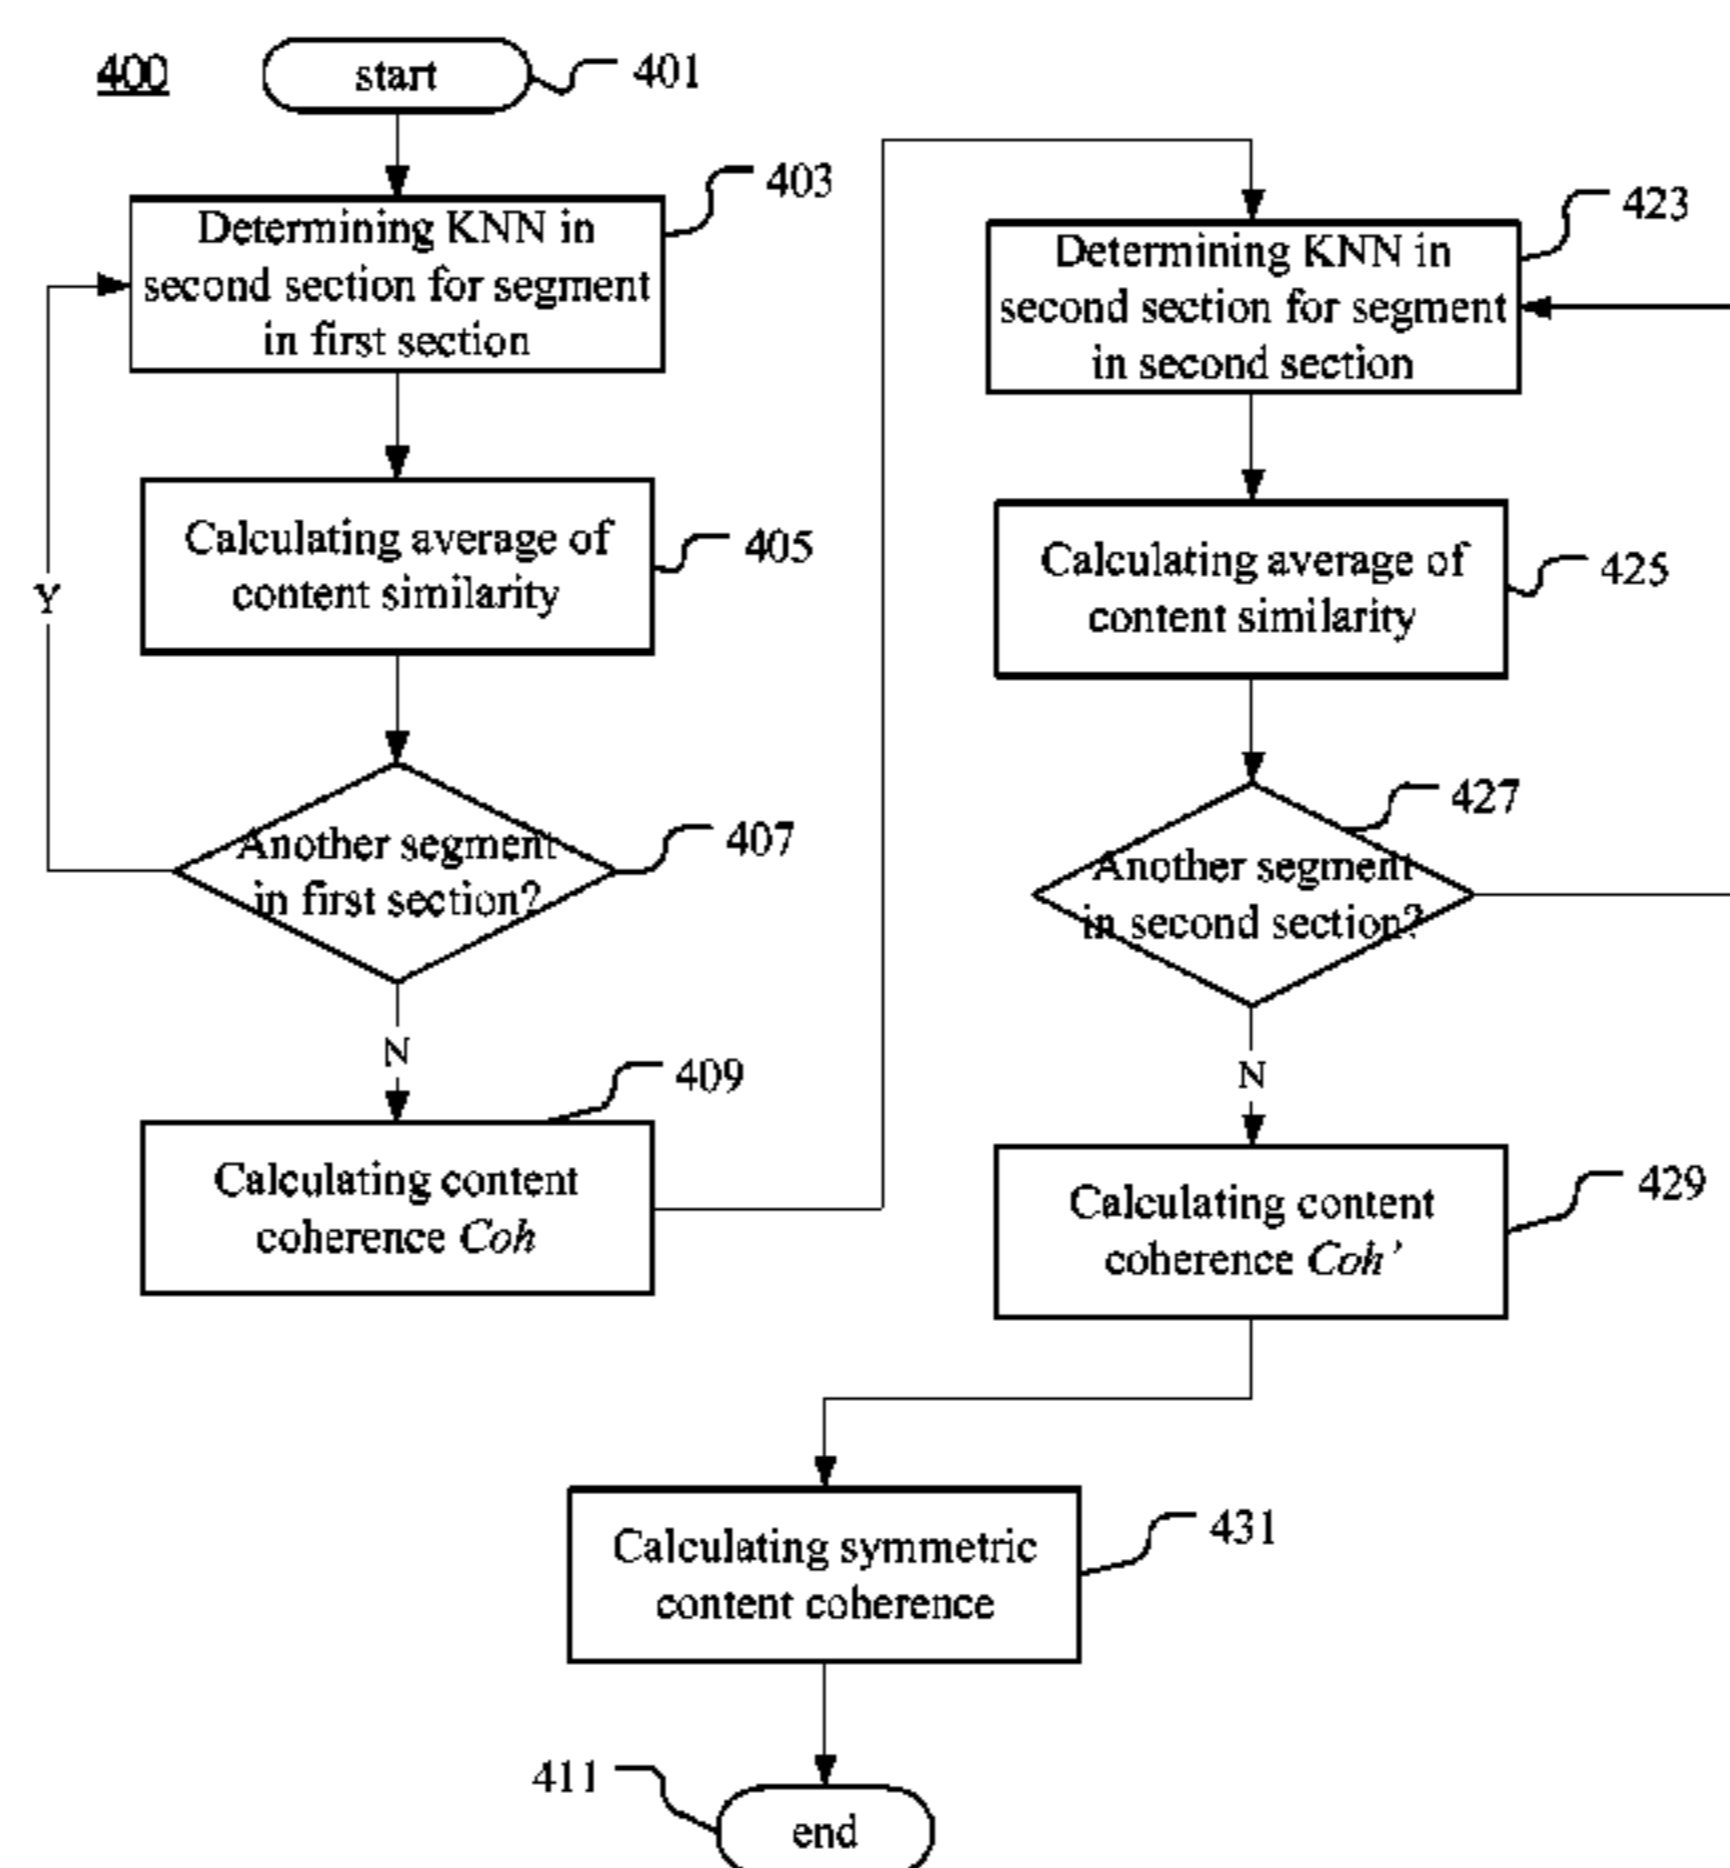 400
start
401
Determining KNN in
second section for segment
in first section
403
Calculating average of
content similarity
405
Y
Another segment
in first section?
407
N
Calculating content
coherence Coh
409
Determining KNN in
second section for segment
in second section
423
Calculating average of
content similarity
425
Another segment
in second section?
427
N
Calculating content
coherence Coh’
429
Calculating symmetric
content coherence
431
411
end